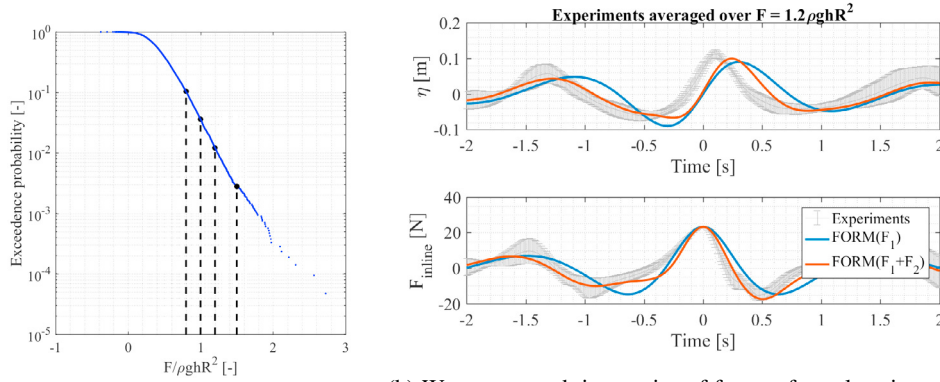 10^0
10^-1
10^-2
10^-3
10^-4
10^-5
Exceedence probability [-]
-1 0 1 2 3
F/ρghR^2 [-]
Experiments averaged over F = 1.2ρghR^2
0.2
0.1
0
-0.1
η [m]
-2 -1.5 -1 -0.5 0 0.5 1 1.5 2
Time [s]
40
20
0
-20
F_inline [N]
Experiments
FORM(F_1)
FORM(F_1+F_2)
-2 -1.5 -1 -0.5 0 0.5 1 1.5 2
Time [s]